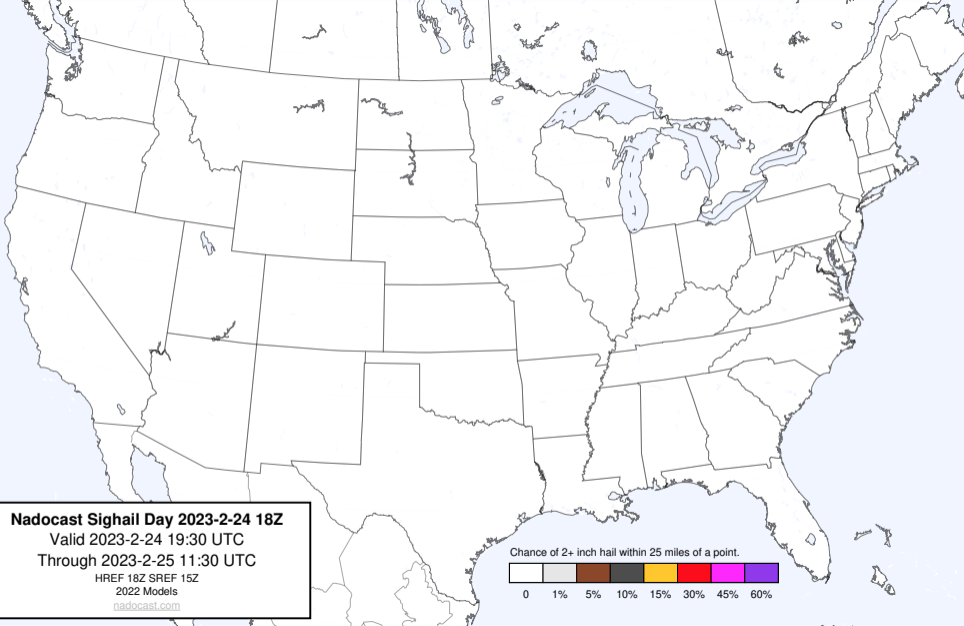 Nadocast Sighail Day 2023-2-24 18Z
Valid 2023-2-24 19:30 UTC
Through 2023-2-25 11:30 UTC
HREF 18Z SREF 15Z
2022 Models
nadocast.com
Chance of 2+ inch hail within 25 miles of a point.
0 1% 5% 10% 15% 30% 45% 60%